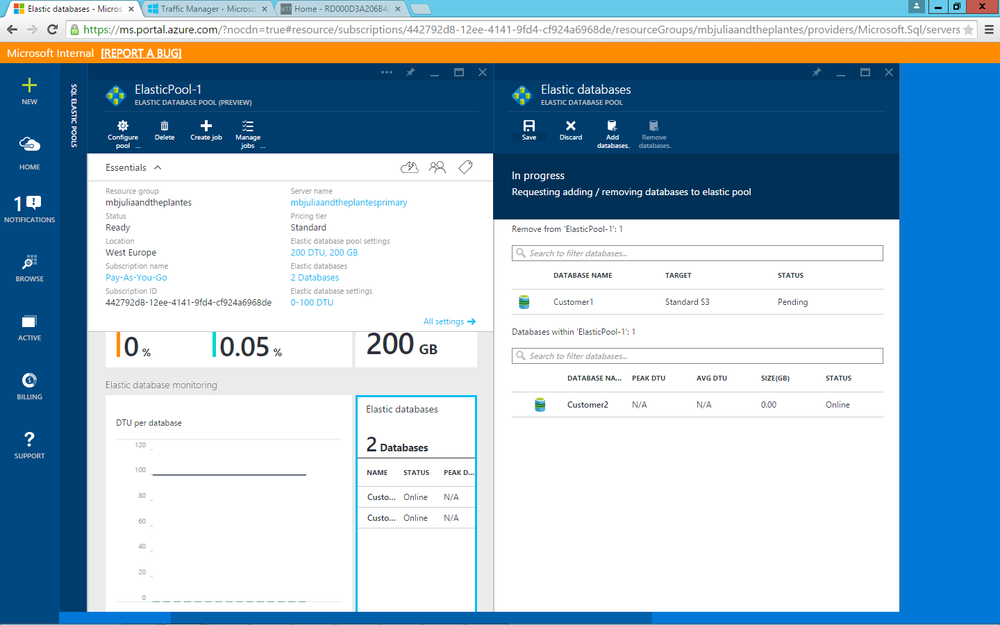 Elastic databases - Micros
Traffic Manager - Microso
Home - RD000D3A206B42
https://ms.portal.azure.com/?nocdn=true#resource/subscriptions/442792d8-12ee-4141-9fd4-cf924a6968de/resourceGroups/mbjuliaandtheplantes/providers/Microsoft.Sql/servers
Microsoft Internal [REPORT A BUG]
NEW
HOME
1
NOTIFICATIONS
BROWSE
ACTIVE
BILLING
?
SUPPORT
SQL ELASTIC POOLS
ElasticPool-1
ELASTIC DATABASE POOL (PREVIEW)
Configure pool ...
Delete
Create job
Manage jobs ...
Essentials
Resource group
mbjuliaandtheplantes
Status
Ready
Location
West Europe
Subscription name
Pay-As-You-Go
Subscription ID
442792d8-12ee-4141-9fd4-cf924a6968de
Server name
mbjuliaandtheplantesprimary
Pricing tier
Standard
Elastic database pool settings
200 DTU, 200 GB
Elastic databases
2 Databases
Elastic database settings
0-100 DTU
All settings →
0 % 0.05 % 200 GB
Elastic database monitoring
DTU per database
120
100
80
60
40
20
0
Elastic databases
2 Databases
NAME STATUS PEAK D...
Custo... Online N/A
Custo... Online N/A
Elastic databases
ELASTIC DATABASE POOL
Save
Discard
Add databases.
Remove databases.
In progress
Requesting adding / removing databases to elastic pool
Remove from 'ElasticPool-1': 1
Search to filter databases...
DATABASE NAME TARGET STATUS
Customer1 Standard S3 Pending
Databases within 'ElasticPool-1': 1
Search to filter databases...
DATABASE NA... PEAK DTU AVG DTU SIZE(GB) STATUS
Customer2 N/A N/A 0.00 Online